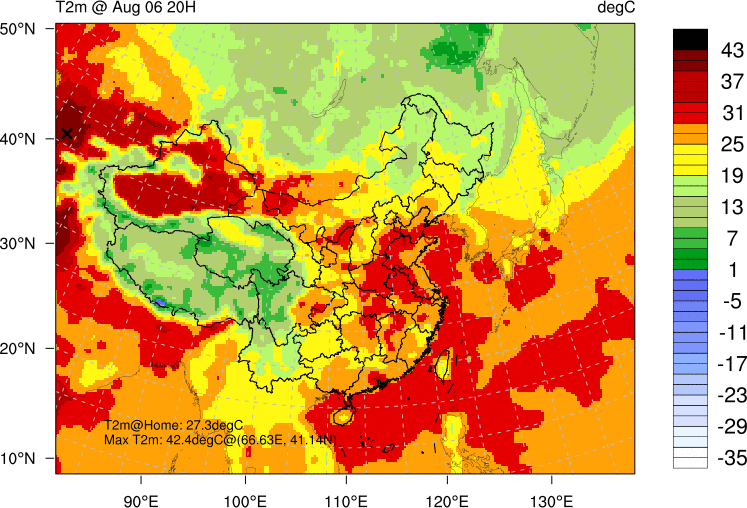 T2m @ Aug 06 20H
degC
50°N
40°N
30°N
20°N
10°N
T2m@Home: 27.3degC
Max T2m: 42.4degC@(66.63E, 41.14N)
90°E
100°E
110°E
120°E
130°E
43
37
31
25
19
13
7
1
-5
-11
-17
-23
-29
-35